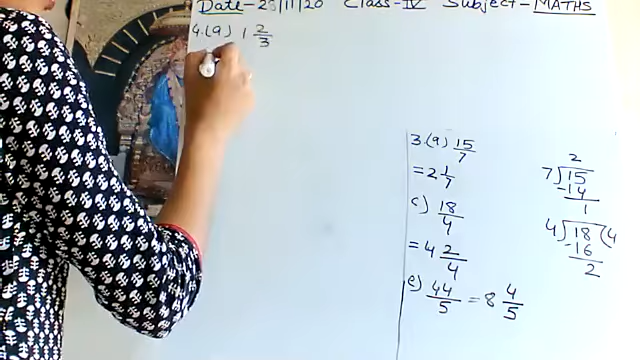 Date-25/11/20 Class-IV Subject-MATHS
4.(a) 1 2/3
3.(a) 15/7
= 2 1/7
c) 18/4
= 4 2/4
e) 44/5 = 8 4/5
2
7)15
-14
1
4)18(4
-16
2